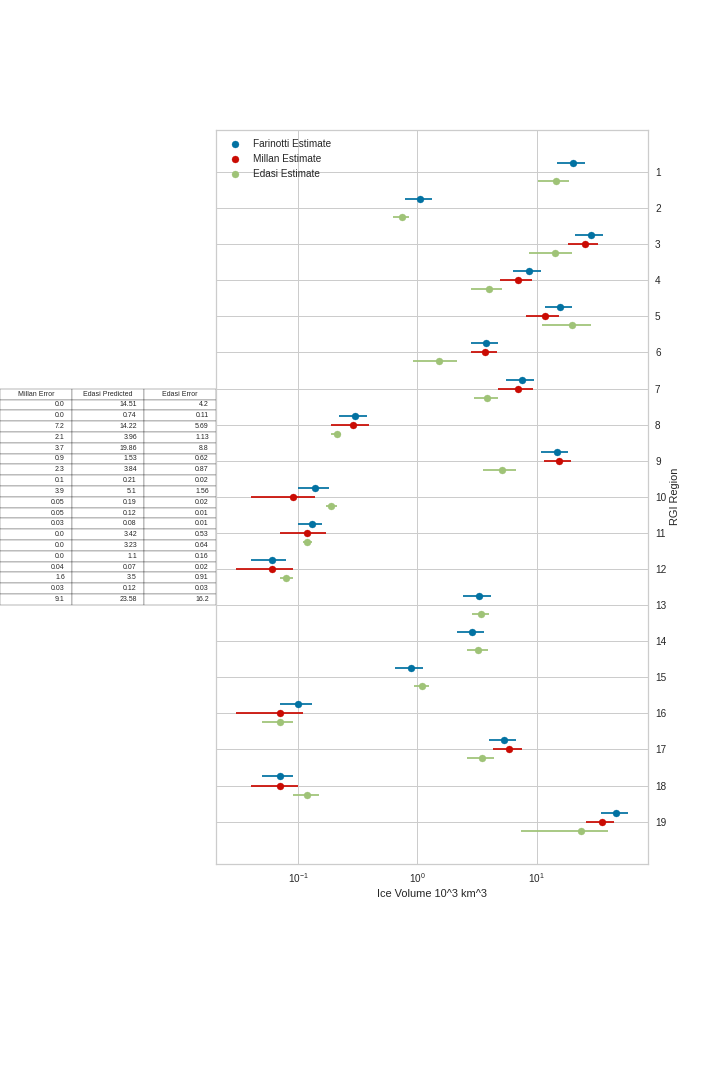 Farinotti Estimate
Millan Estimate
Edasi Estimate
1
2
3
4
5
6
7
8
9
10
11
12
13
14
15
16
17
18
19
RGI Region
Millan Error Edasi Predicted Edasi Error
0.0 14.51 4.2
0.0 0.74 0.11
7.2 14.22 5.69
2.1 3.96 1.13
3.7 19.86 8.8
0.9 1.53 0.62
2.3 3.84 0.87
0.1 0.21 0.02
3.9 5.1 1.56
0.05 0.19 0.02
0.05 0.12 0.01
0.03 0.08 0.01
0.0 3.42 0.53
0.0 3.23 0.64
0.0 1.1 0.16
0.04 0.07 0.02
1.6 3.5 0.91
0.03 0.12 0.03
9.1 23.58 16.2
10⁻¹ 10⁰ 10¹
Ice Volume 10^3 km^3